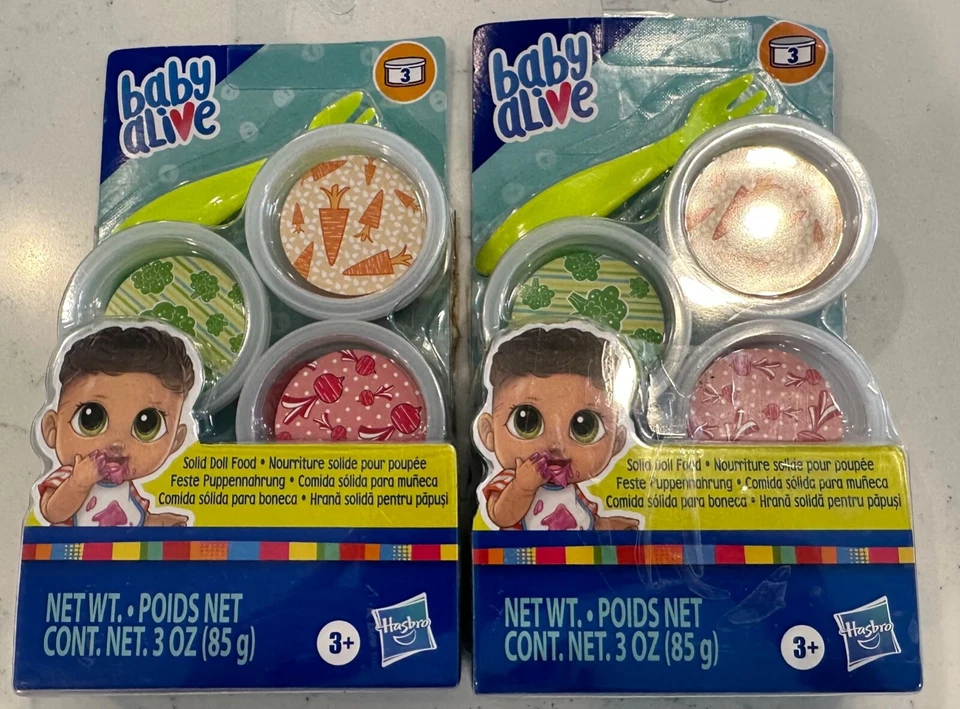 baby
alive
3
Solid Doll Food • Nourriture solide pour poupée
Feste Puppennahrung • Comida sólida para muñeca
Comida sólida para boneca • Hrană solidă pentru păpuși
NET WT. • POIDS NET
CONT. NET. 3 OZ (85 g)
3+
Hasbro
baby
alive
3
Solid Doll Food • Nourriture solide pour poupée
Feste Puppennahrung • Comida sólida para muñeca
Comida sólida para boneca • Hrană solidă pentru păpuși
NET WT. • POIDS NET
CONT. NET. 3 OZ (85 g)
3+
Hasbro